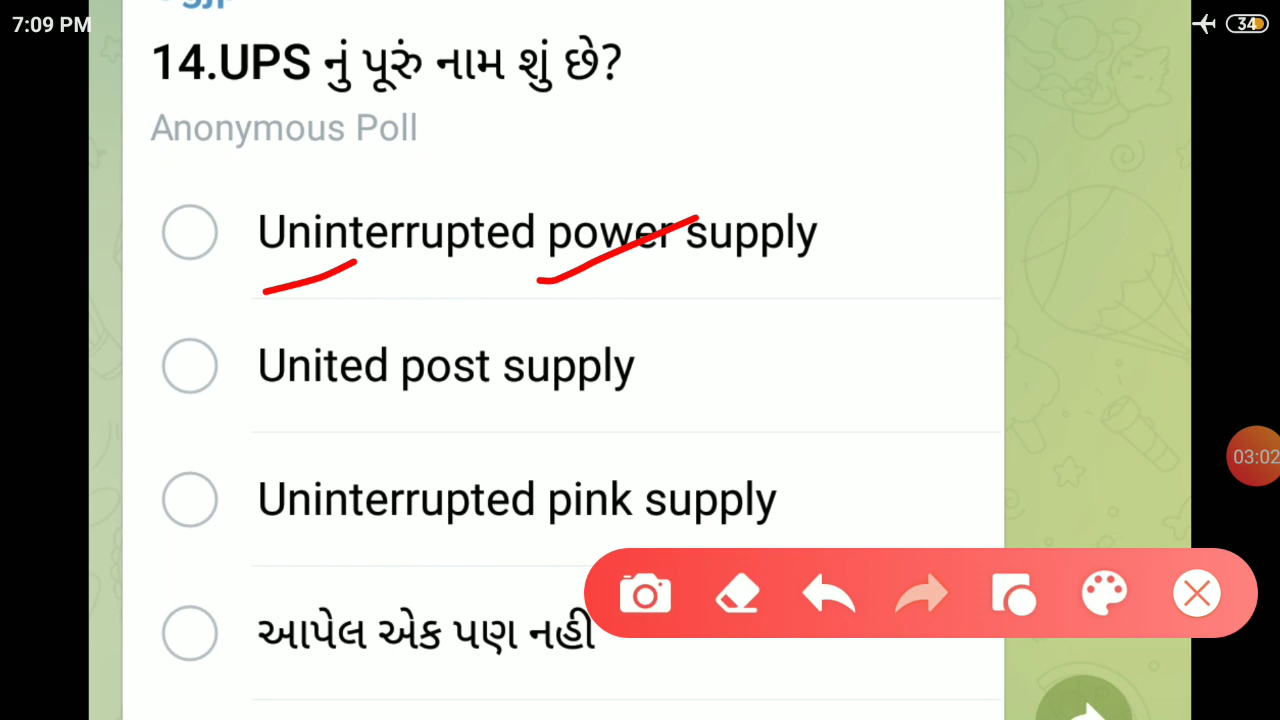 7:09 PM
34
14.UPS નું પૂરું નામ શું છે?
Anonymous Poll
Uninterrupted power supply
United post supply
03:02
Uninterrupted pink supply
આપેલ એક પણ નહી